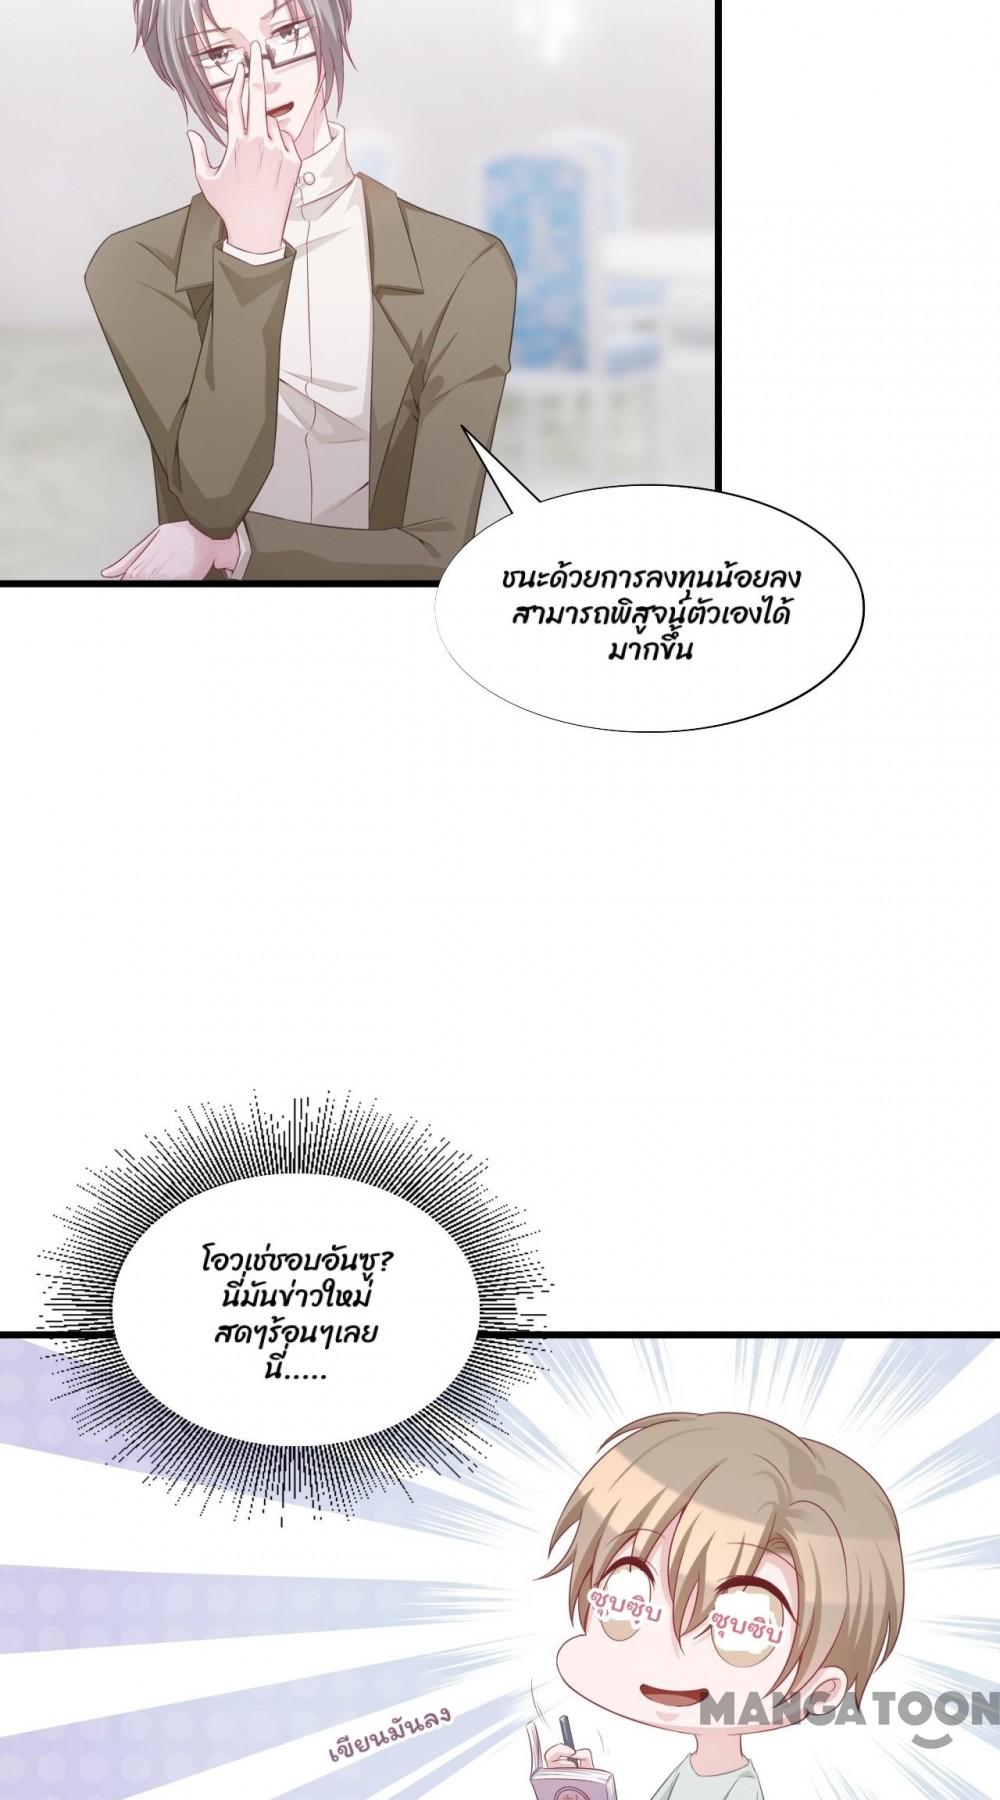 ชนะด้วยการลงทุนน้อยลง
สามารถพิสูจน์ตัวเองได้
มากขึ้น
โอวเช่ชอบอันซู?
นี่มันข่าวใหม่
สดๆร้อนๆเลย
นี่.....
ซุบซิบ
ซุบซิบ
MANGATOON
เขียนมันลง